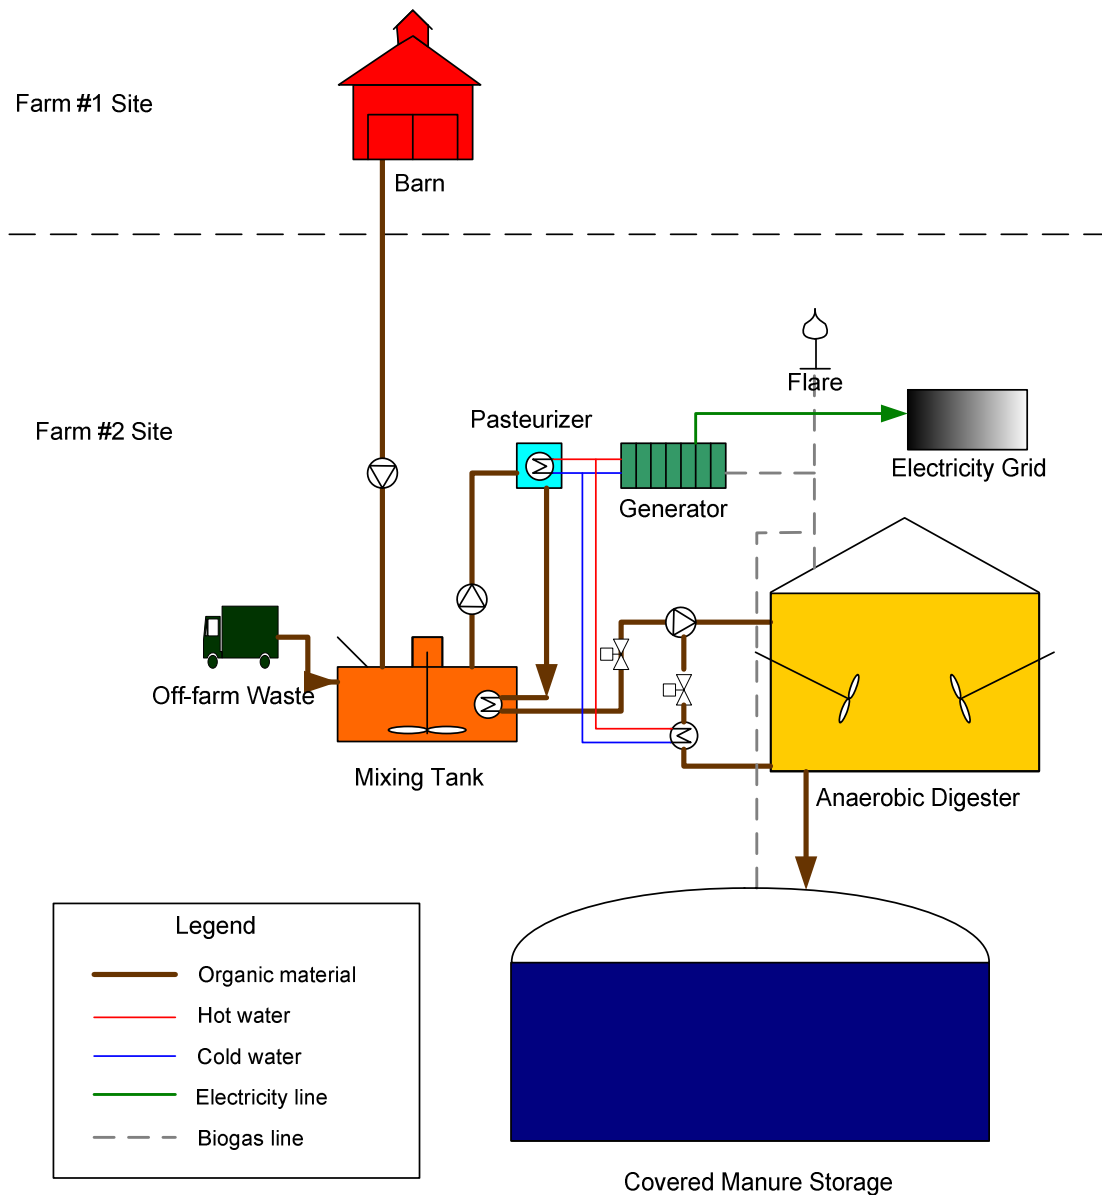 Farm #1 Site
Barn
Flare
Farm #2 Site
Pasteurizer
Electricity Grid
Generator
Off-farm Waste
Mixing Tank
Anaerobic Digester
Legend
Organic material
Hot water
Cold water
Electricity line
Biogas line
Covered Manure Storage